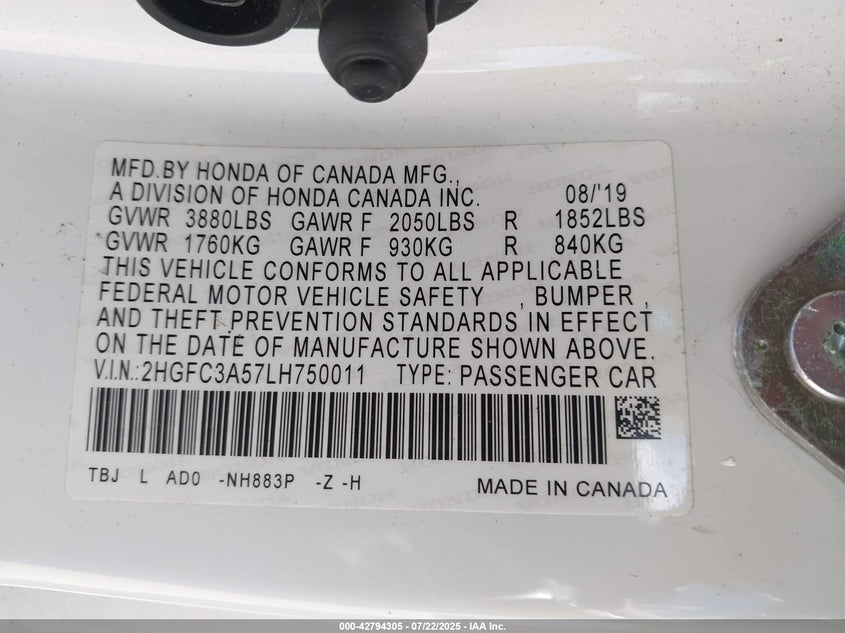 MFD.BY HONDA OF CANADA MFG.,
A DIVISION OF HONDA CANADA INC. 08/'19
GVWR 3880LBS GAWR F 2050LBS R 1852LBS
GVWR 1760KG GAWR F 930KG R 840KG
THIS VEHICLE CONFORMS TO ALL APPLICABLE
FEDERAL MOTOR VEHICLE SAFETY , BUMPER ,
AND THEFT PREVENTION STANDARDS IN EFFECT
ON THE DATE OF MANUFACTURE SHOWN ABOVE.
V.I.N.:2HGFC3A57LH750011 TYPE: PASSENGER CAR
TBJ L AD0 -NH883P -Z -H MADE IN CANADA
000-42794305 - 07/22/2025 - IAA Inc.